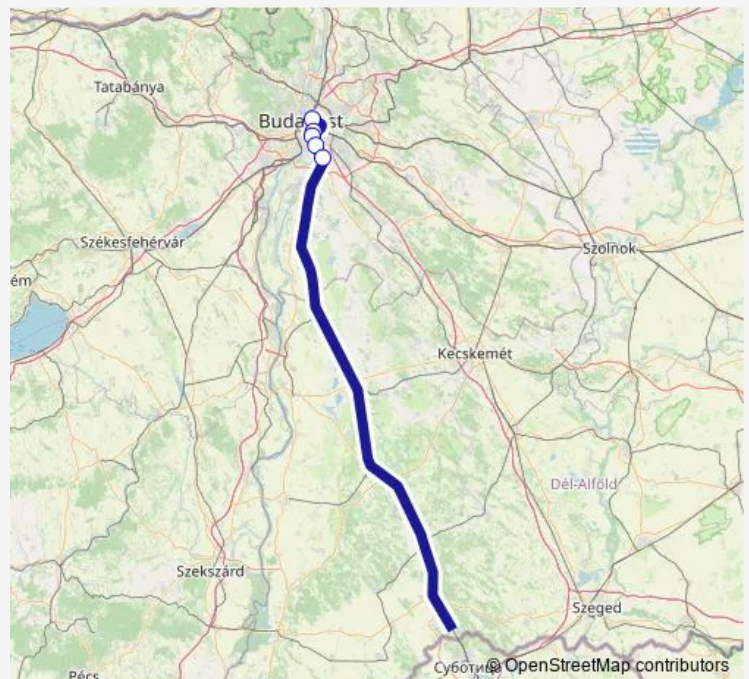 Tatabánya
Budapest
Székesfehérvár
Szolnok
ém
Kecskemét
Dél-Alföld
Szekszárd
Szeged
Суботица
© OpenStreetMap contributors
Pécs